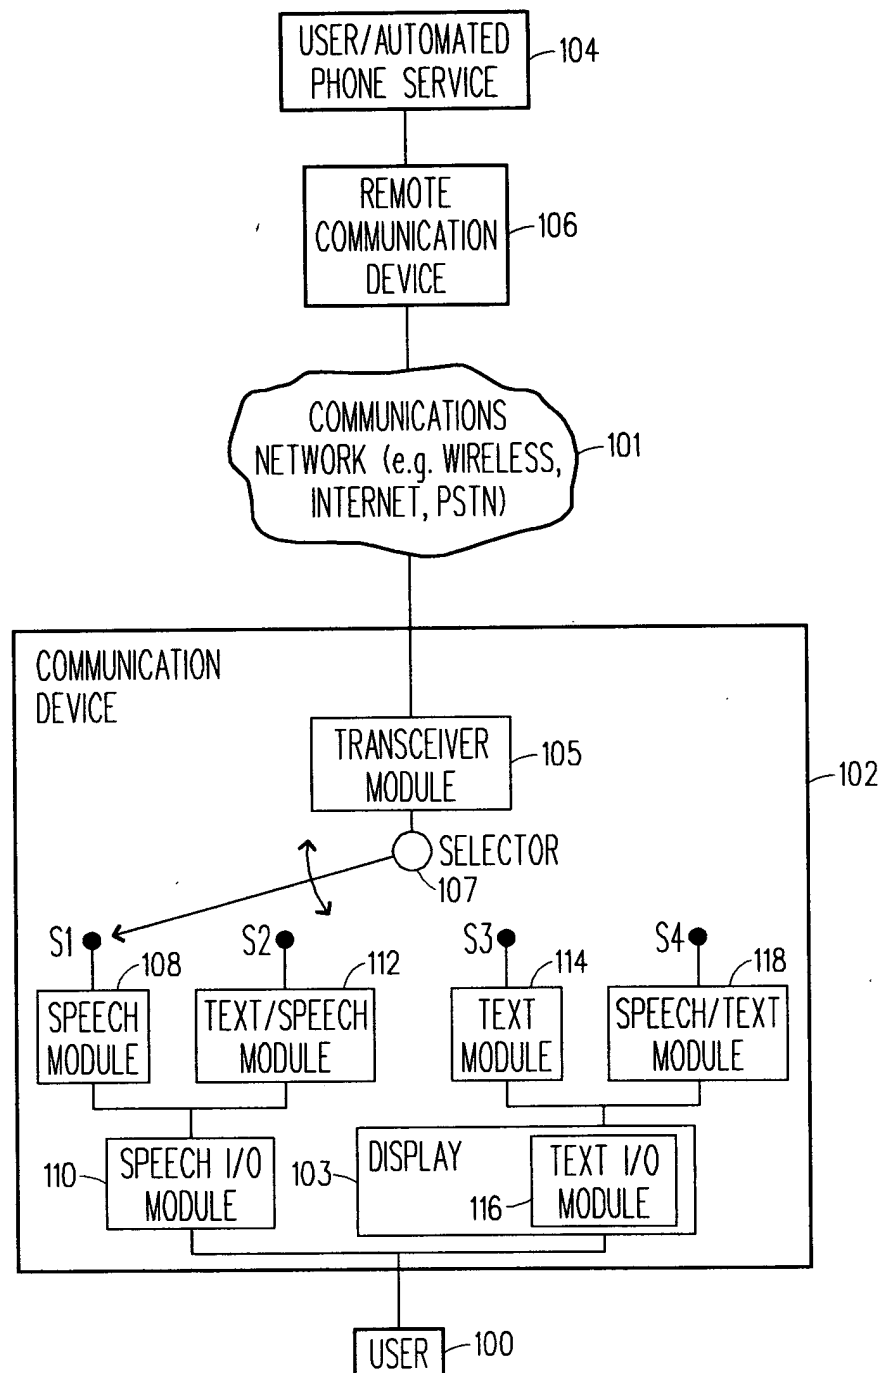 USER/AUTOMATED
PHONE SERVICE
104
REMOTE
COMMUNICATION
DEVICE
106
COMMUNICATIONS
NETWORK (e.g. WIRELESS,
INTERNET, PSTN)
101
COMMUNICATION
DEVICE
TRANSCEIVER
MODULE
105
102
SELECTOR
107
S1
S2
S3
S4
108
112
114
118
SPEECH
MODULE
TEXT/SPEECH
MODULE
TEXT
MODULE
SPEECH/TEXT
MODULE
110
SPEECH I/O
MODULE
103
DISPLAY
116
TEXT I/O
MODULE
USER
100